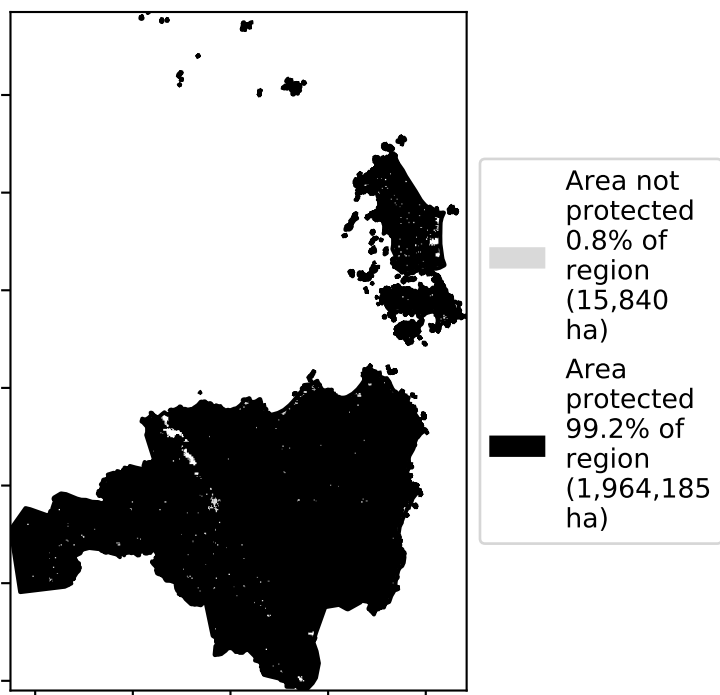 Area not
protected
0.8% of
region
(15,840
ha)
Area
protected
99.2% of
region
(1,964,185
ha)